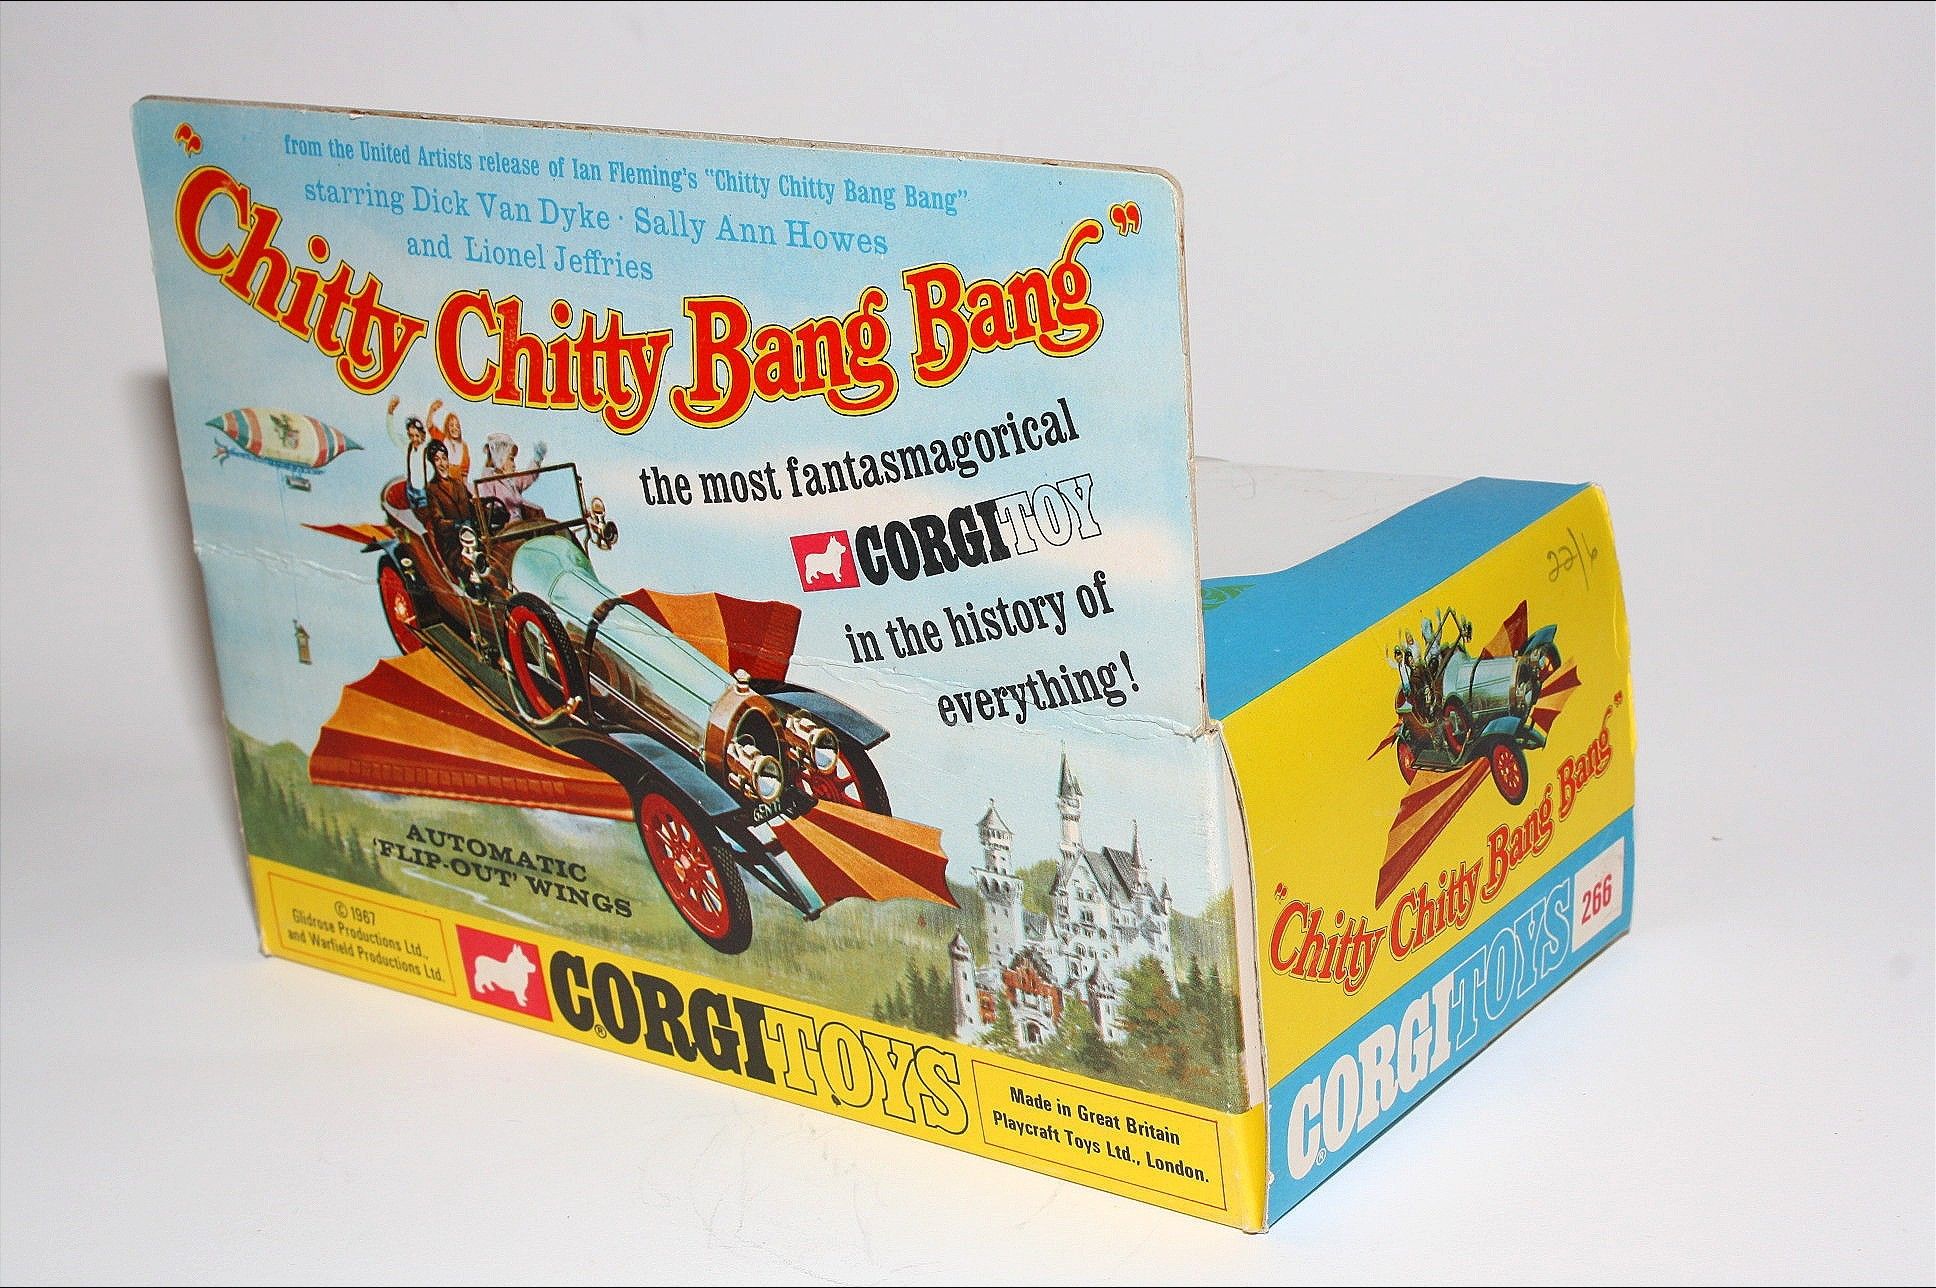 from the United Artists release of Ian Fleming's "Chitty Chitty Bang Bang"
starring Dick Van Dyke · Sally Ann Howes
and Lionel Jeffries
"Chitty Chitty Bang Bang"
the most fantasmagorical
CORGI TOY
in the history of
everything!
AUTOMATIC
'FLIP-OUT' WINGS
© 1967
Glidrose Productions Ltd.,
and Warfield Productions Ltd.
CORGI TOYS
®
Made in Great Britain
Playcraft Toys Ltd., London.
22/6
"Chitty Chitty Bang Bang"
CORGI TOYS
®
266